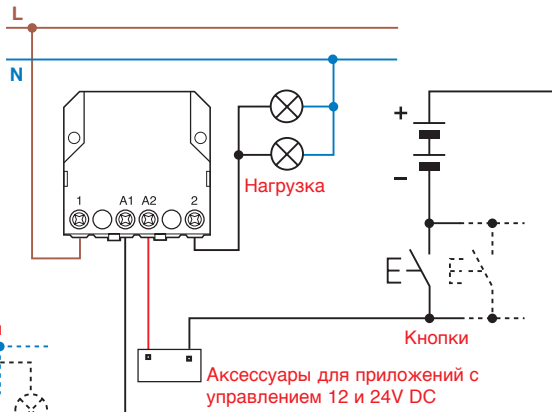 L
N
+
Нагрузка
–
1 A1 A2 2
Кнопки
Аксессуары для приложений с
управлением 12 и 24V DC